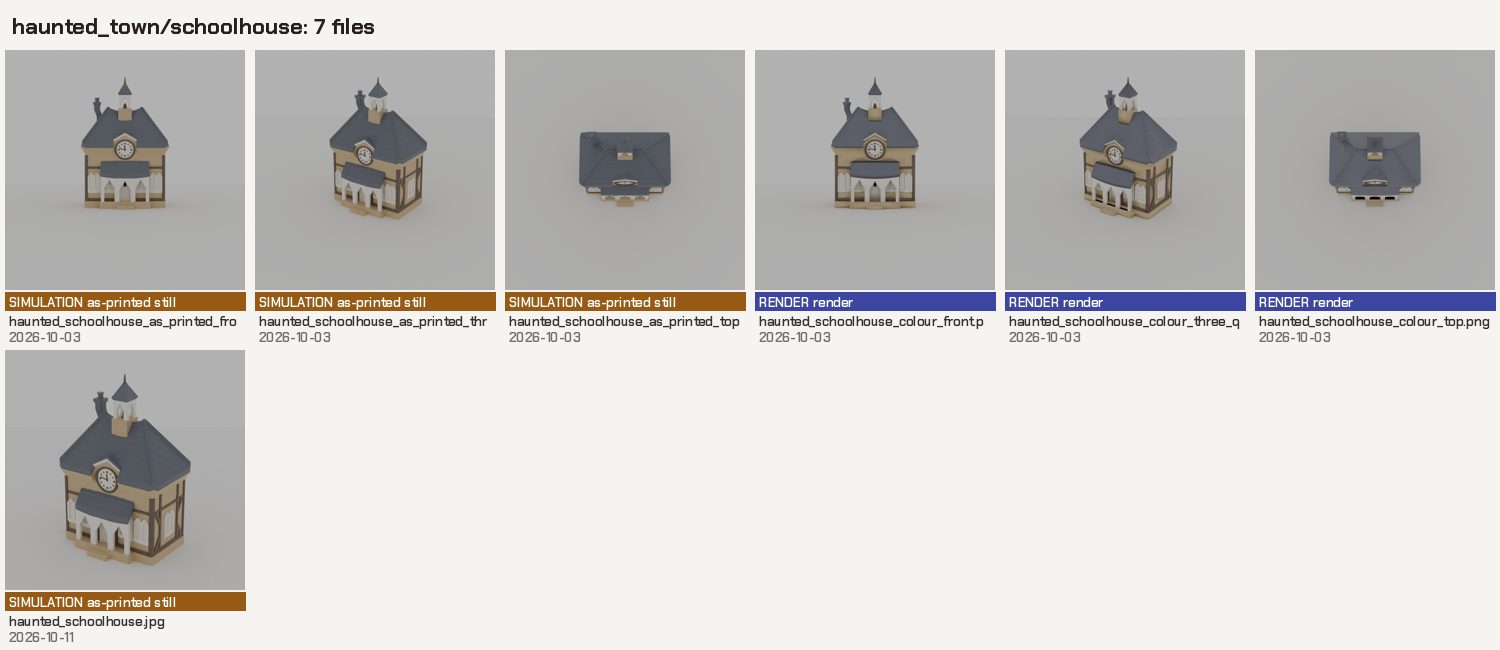 haunted_town/schoolhouse: 7 files
SIMULATION as-printed still
SIMULATION as-printed still
SIMULATION as-printed still
RENDER render
RENDER render
RENDER render
haunted_schoolhouse_as_printed_fro
haunted_schoolhouse_as_printed_thr
haunted_schoolhouse_as_printed_top
haunted_schoolhouse_colour_front.p
haunted_schoolhouse_colour_three_q
haunted_schoolhouse_colour_top.png
2026-10-03
2026-10-03
2026-10-03
2026-10-03
2026-10-03
2026-10-03
SIMULATION as-printed still
haunted_schoolhouse.jpg
2026-10-11